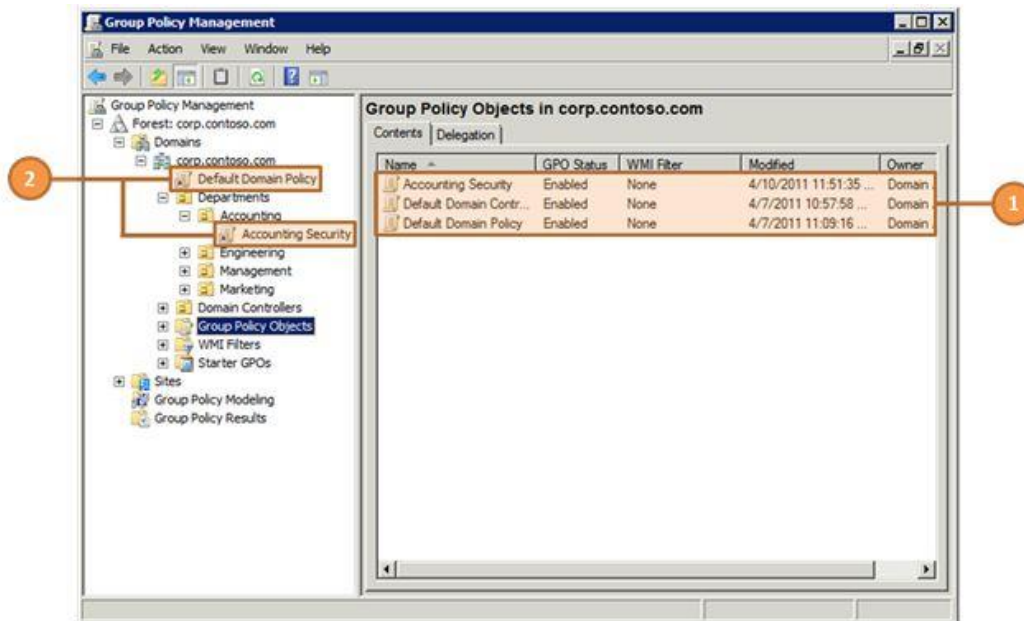 Group Policy Management
File Action View Window Help
Group Policy Management
Forest: corp.contoso.com
Domains
corp.contoso.com
Default Domain Policy
Departments
Accounting
Accounting Security
Engineering
Management
Marketing
Domain Controllers
Group Policy Objects
WMI Filters
Starter GPOs
Sites
Group Policy Modeling
Group Policy Results
2
Group Policy Objects in corp.contoso.com
Contents Delegation
Name GPO Status WMI Filter Modified Owner
Accounting Security Enabled None 4/10/2011 11:51:35 ... Domain
Default Domain Contr... Enabled None 4/7/2011 10:57:58 ... Domain
Default Domain Policy Enabled None 4/7/2011 11:09:16 ... Domain
1